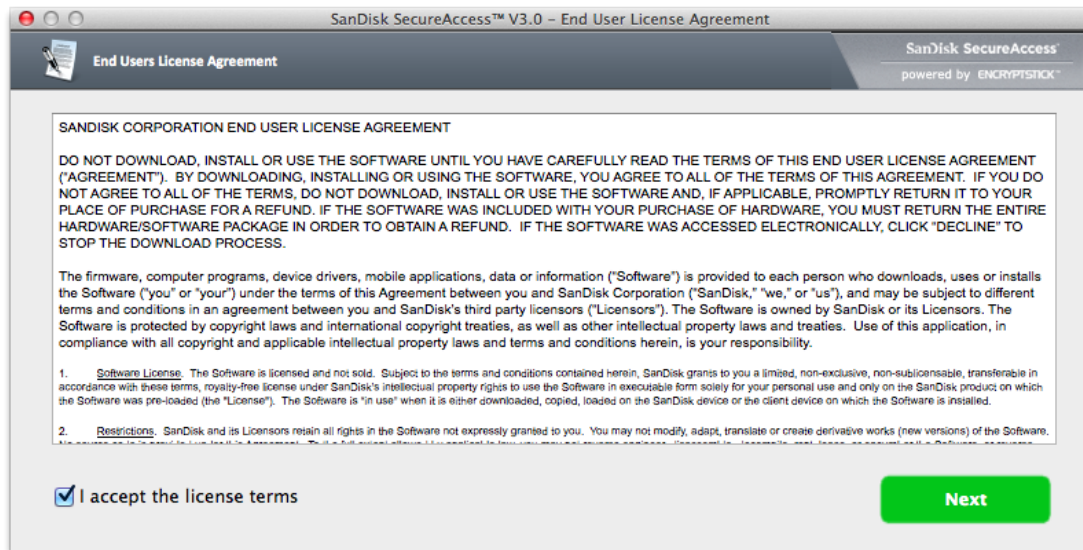 SanDisk SecureAccess™ V3.0 – End User License Agreement
End Users License Agreement
SanDisk SecureAccess™
powered by ENCRYPTSTICK™
SANDISK CORPORATION END USER LICENSE AGREEMENT
DO NOT DOWNLOAD, INSTALL OR USE THE SOFTWARE UNTIL YOU HAVE CAREFULLY READ THE TERMS OF THIS END USER LICENSE AGREEMENT
("AGREEMENT"). BY DOWNLOADING, INSTALLING OR USING THE SOFTWARE, YOU AGREE TO ALL OF THE TERMS OF THIS AGREEMENT. IF YOU DO
NOT AGREE TO ALL OF THE TERMS, DO NOT DOWNLOAD, INSTALL OR USE THE SOFTWARE AND, IF APPLICABLE, PROMPTLY RETURN IT TO YOUR
PLACE OF PURCHASE FOR A REFUND. IF THE SOFTWARE WAS INCLUDED WITH YOUR PURCHASE OF HARDWARE, YOU MUST RETURN THE ENTIRE
HARDWARE/SOFTWARE PACKAGE IN ORDER TO OBTAIN A REFUND. IF THE SOFTWARE WAS ACCESSED ELECTRONICALLY, CLICK "DECLINE" TO
STOP THE DOWNLOAD PROCESS.
The firmware, computer programs, device drivers, mobile applications, data or information ("Software") is provided to each person who downloads, uses or installs
the Software ("you" or "your") under the terms of this Agreement between you and SanDisk Corporation ("SanDisk," "we," or "us"), and may be subject to different
terms and conditions in an agreement between you and SanDisk's third party licensors ("Licensors"). The Software is owned by SanDisk or its Licensors. The
Software is protected by copyright laws and international copyright treaties, as well as other intellectual property laws and treaties. Use of this application, in
compliance with all copyright and applicable intellectual property laws and terms and conditions herein, is your responsibility.
1. Software License. The Software is licensed and not sold. Subject to the terms and conditions contained herein, SanDisk grants to you a limited, non-exclusive, non-sublicensable, transferable in
accordance with these terms, royalty-free license under SanDisk's intellectual property rights to use the Software in executable form solely for your personal use and only on the SanDisk product on which
the Software was pre-loaded (the "License"). The Software is "in use" when it is either downloaded, copied, loaded on the SanDisk device or the client device on which the Software is installed.
2. Restrictions. SanDisk and its Licensors retain all rights in the Software not expressly granted to you. You may not modify, adapt, translate or create derivative works (new versions) of the Software.
I accept the license terms
Next